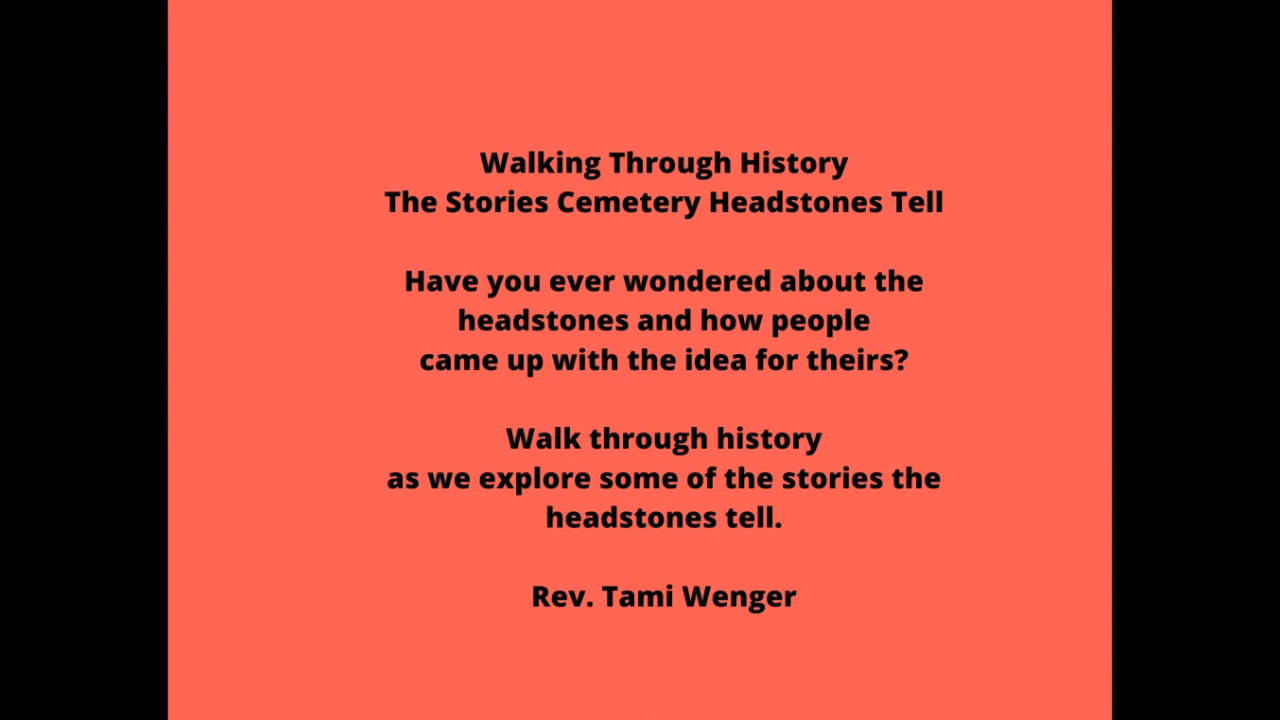 Walking Through History
The Stories Cemetery Headstones Tell
Have you ever wondered about the
headstones and how people
came up with the idea for theirs?
Walk through history
as we explore some of the stories the
headstones tell.
Rev. Tami Wenger